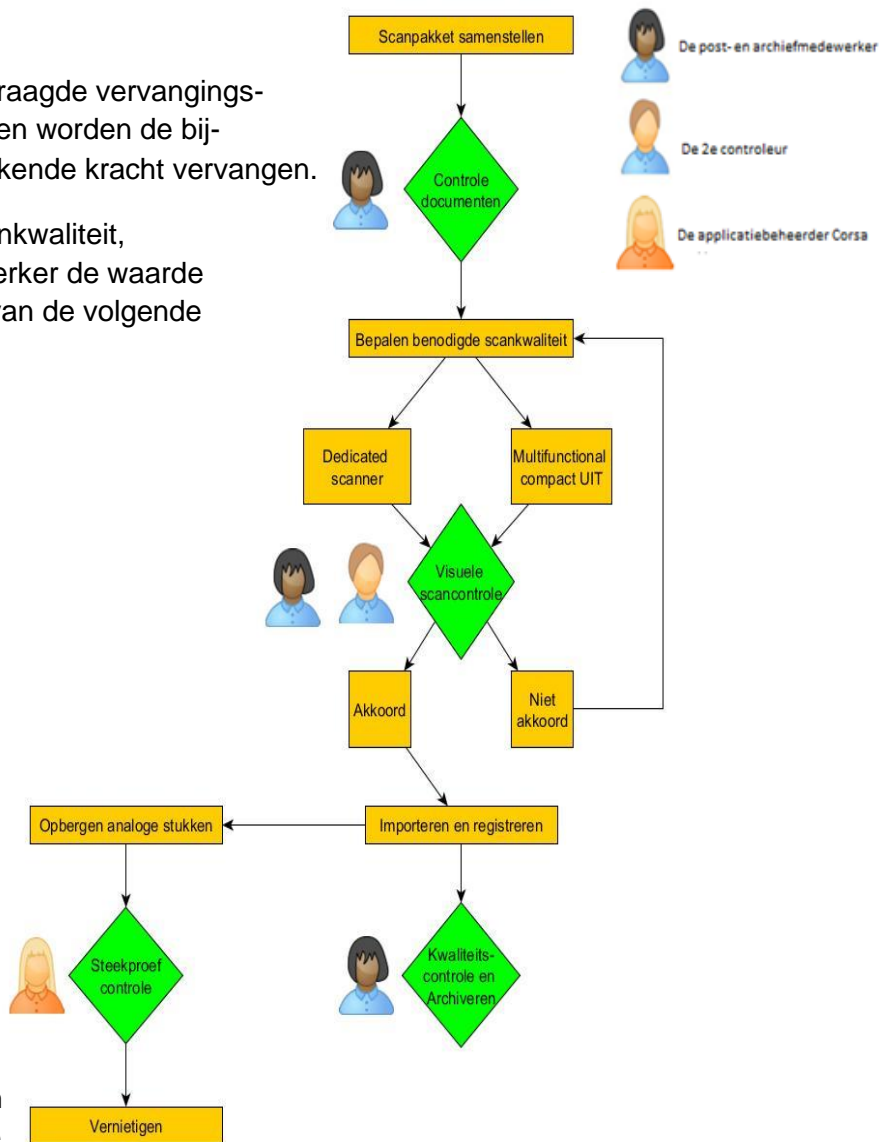 raagde vervangings-
en worden de bij-
kende kracht vervangen.
nkwaliteit,
erker de waarde
van de volgende
Scanpakket samenstellen
De post- en archiefmedewerker
De 2e controleur
De applicatiebeheerder Corsa
Controle
documenten
Bepalen benodigde scankwaliteit
Dedicated
scanner
Multifunctional
compact UIT
Visuele
scancontrole
Akkoord
Niet
akkoord
Opbergen analoge stukken
Importeren en registreren
Steekproef
controle
Kwaliteits-
controle en
Archiveren
Vernietigen